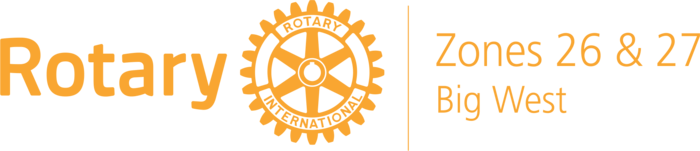 Rotary
ROTARY
INTERNATIONAL
Zones 26 & 27
Big West